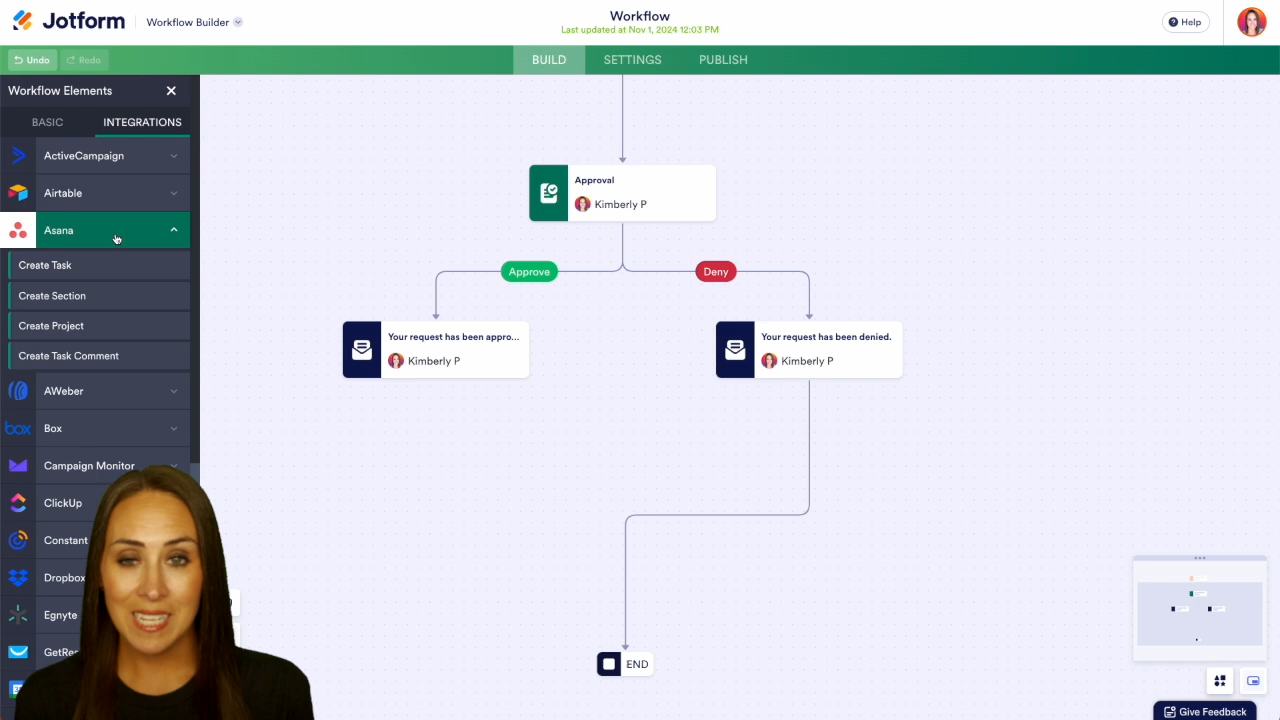 Jotform
Workflow Builder
Workflow
Last updated at Nov 1, 2024 12:03 PM
Help
Undo
Redo
BUILD
SETTINGS
PUBLISH
Workflow Elements
BASIC
INTEGRATIONS
ActiveCampaign
Airtable
Asana
Create Task
Create Section
Create Project
Create Task Comment
AWeber
box
Box
Campaign Monitor
ClickUp
Constant
Dropbox
Egnyte
Approval
Kimberly P
Approve
Deny
Your request has been appro...
Kimberly P
Your request has been denied.
Kimberly P
END
Give Feedback